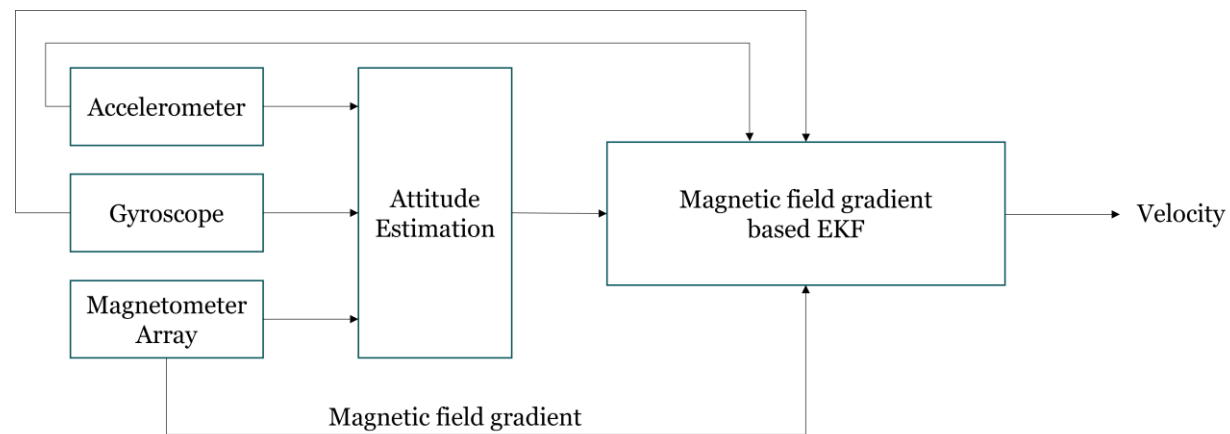 Accelerometer
Gyroscope
Magnetometer
Array
Attitude
Estimation
Magnetic field gradient
based EKF
Velocity
Magnetic field gradient